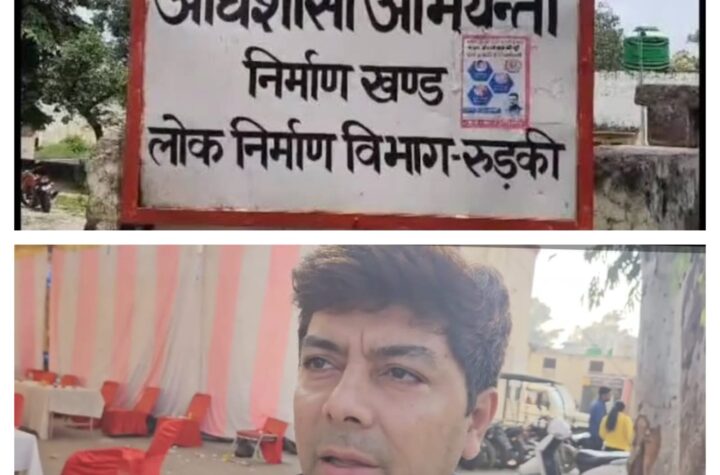 अधिशासी अभियन्ता
निर्माण खण्ड
लोक निर्माण विभाग-रुड़की